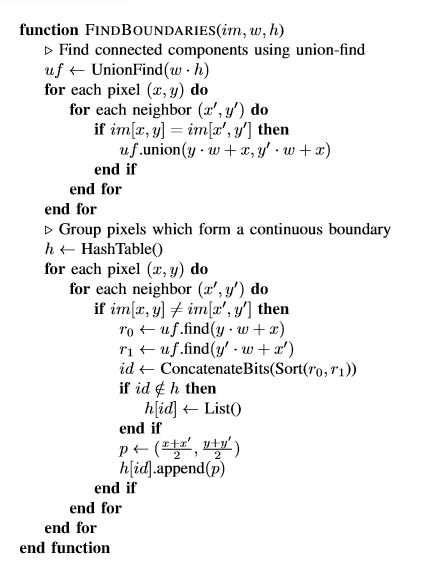 function FINDBOUNDARIES(im, w, h)
▷ Find connected components using union-find
uf ← UnionFind(w · h)
for each pixel (x, y) do
for each neighbor (x′, y′) do
if im[x, y] = im[x′, y′] then
uf.union(y · w + x, y′ · w + x)
end if
end for
end for
▷ Group pixels which form a continuous boundary
h ← HashTable()
for each pixel (x, y) do
for each neighbor (x′, y′) do
if im[x, y] ≠ im[x′, y′] then
r₀ ← uf.find(y · w + x)
r₁ ← uf.find(y′ · w + x′)
id ← ConcatenateBits(Sort(r₀, r₁))
if id ∉ h then
h[id] ← List()
end if
p ← (x+x′/2, y+y′/2)
h[id].append(p)
end if
end for
end for
end function